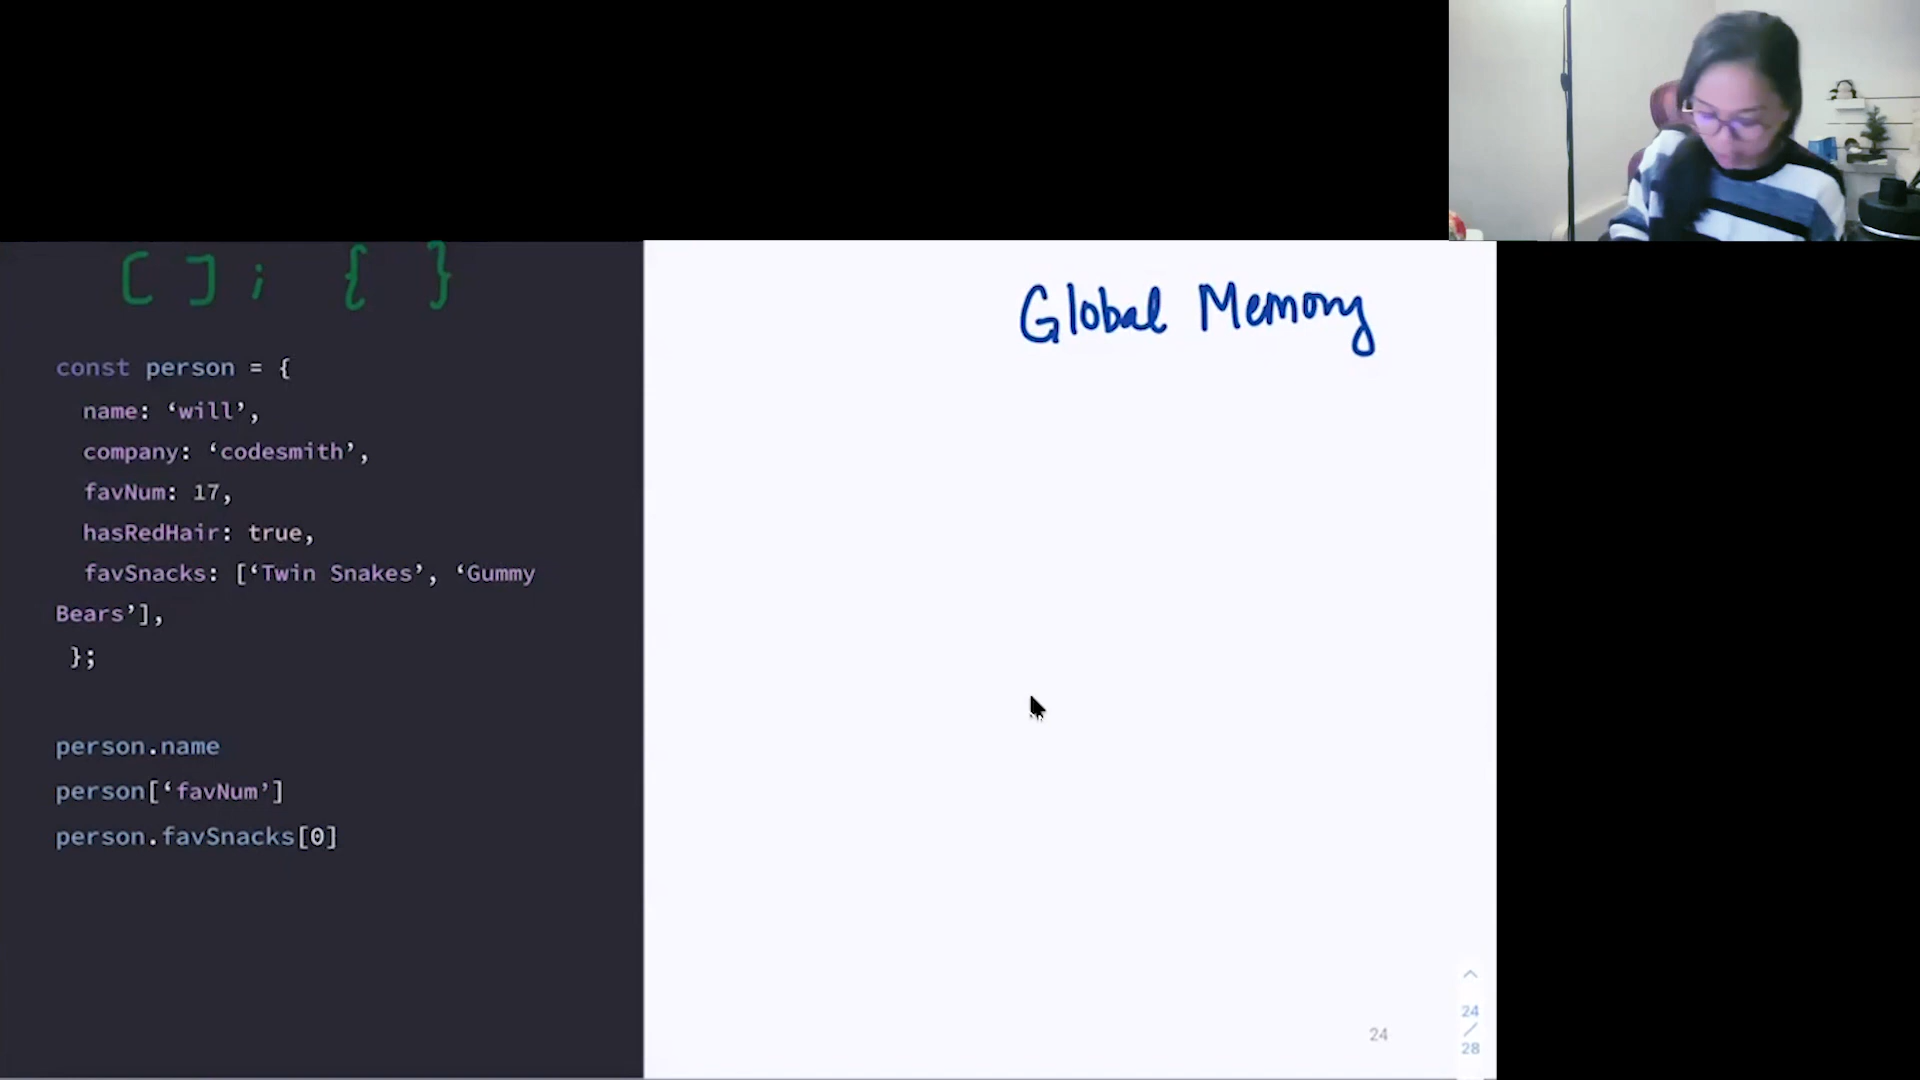 [ ] ; { }
Global Memory
const person = {
name: ‘will’,
company: ‘codesmith’,
favNum: 17,
hasRedHair: true,
favSnacks: [‘Twin Snakes’, ‘Gummy
Bears’],
};
person.name
person[‘favNum’]
person.favSnacks[0]
24
24
/
28